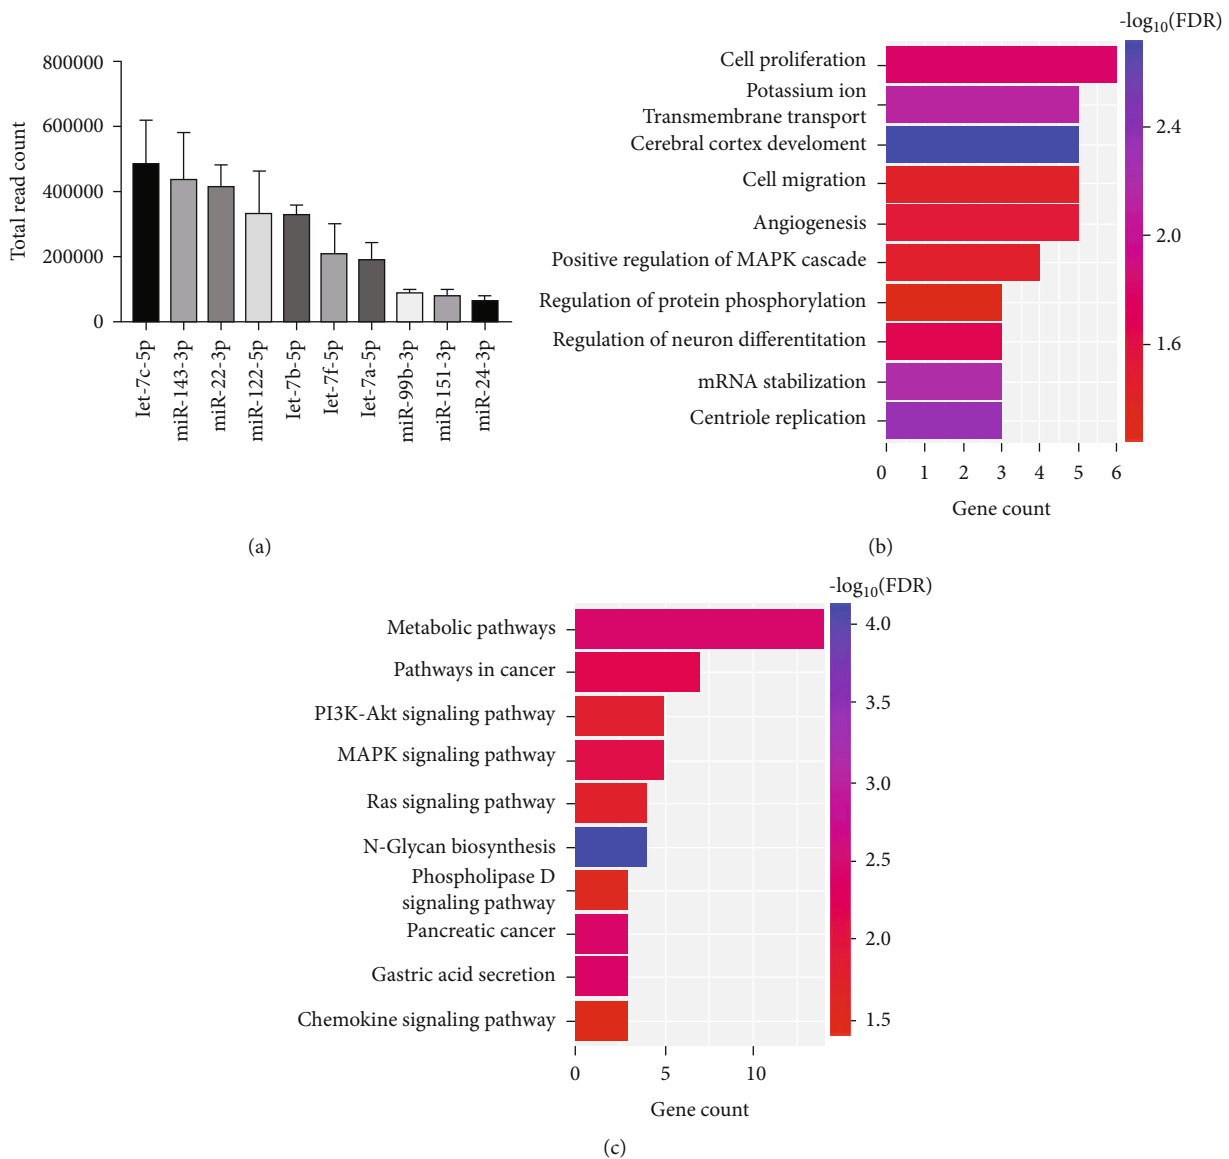 800000
600000
400000
200000
0
Total read count
let-7c-5p
miR-143-3p
miR-22-3p
miR-122-5p
let-7b-5p
let-7f-5p
let-7a-5p
miR-99b-3p
miR-151-3p
miR-24-3p
(a)
-log10(FDR)
Cell proliferation
Potassium ion
Transmembrane transport
Cerebral cortex develoment
Cell migration
Angiogenesis
Positive regulation of MAPK cascade
Regulation of protein phosphorylation
Regulation of neuron differentitation
mRNA stabilization
Centriole replication
2.4
2.0
1.6
0 1 2 3 4 5 6
Gene count
(b)
-log10(FDR)
Metabolic pathways
Pathways in cancer
PI3K-Akt signaling pathway
MAPK signaling pathway
Ras signaling pathway
N-Glycan biosynthesis
Phospholipase D
signaling pathway
Pancreatic cancer
Gastric acid secretion
Chemokine signaling pathway
4.0
3.5
3.0
2.5
2.0
1.5
0 5 10
Gene count
(c)